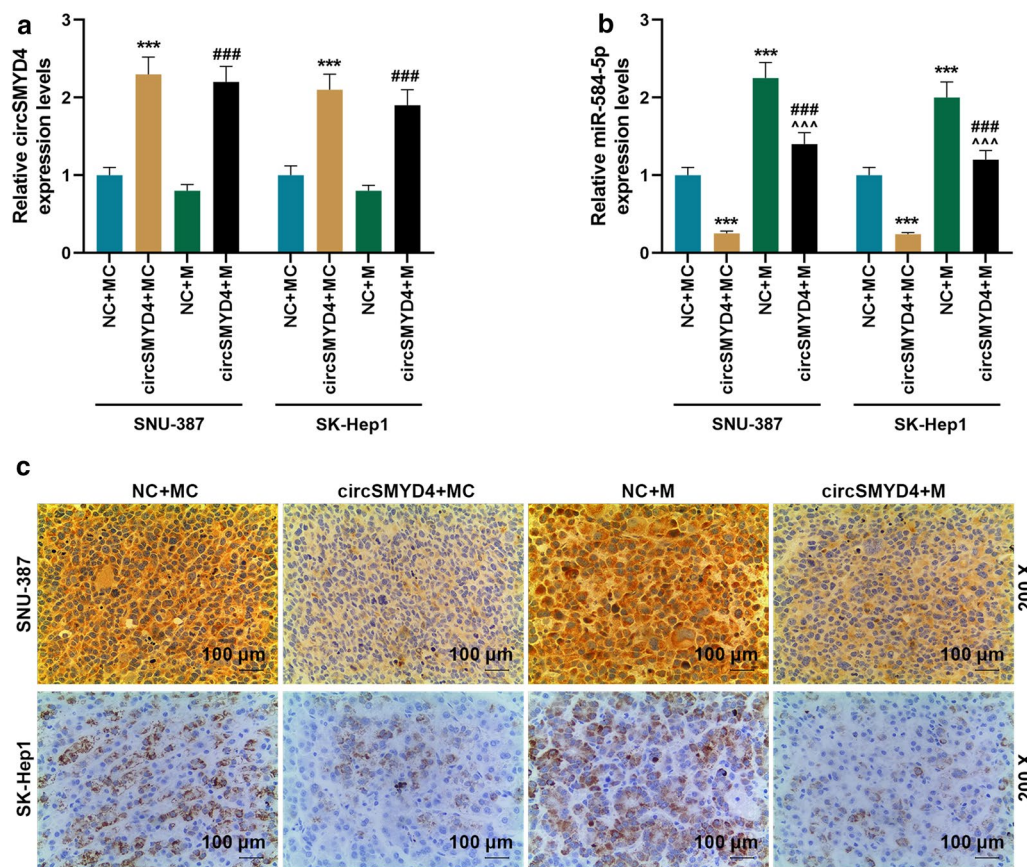 a
Relative circSMYD4
expression levels
3
2
1
0
***
###
***
###
NC+MC
circSMYD4+MC
NC+M
circSMYD4+M
NC+MC
circSMYD4+MC
NC+M
circSMYD4+M
SNU-387
SK-Hep1
b
Relative miR-584-5p
expression levels
3
2
1
0
***
***
###
^^^
***
***
###
^^^
NC+MC
circSMYD4+MC
NC+M
circSMYD4+M
NC+MC
circSMYD4+MC
NC+M
circSMYD4+M
SNU-387
SK-Hep1
c
NC+MC
circSMYD4+MC
NC+M
circSMYD4+M
SNU-387
100 µm
100 µm
100 µm
100 µm
200 X
SK-Hep1
100 µm
100 µm
100 µm
100 µm
200 X